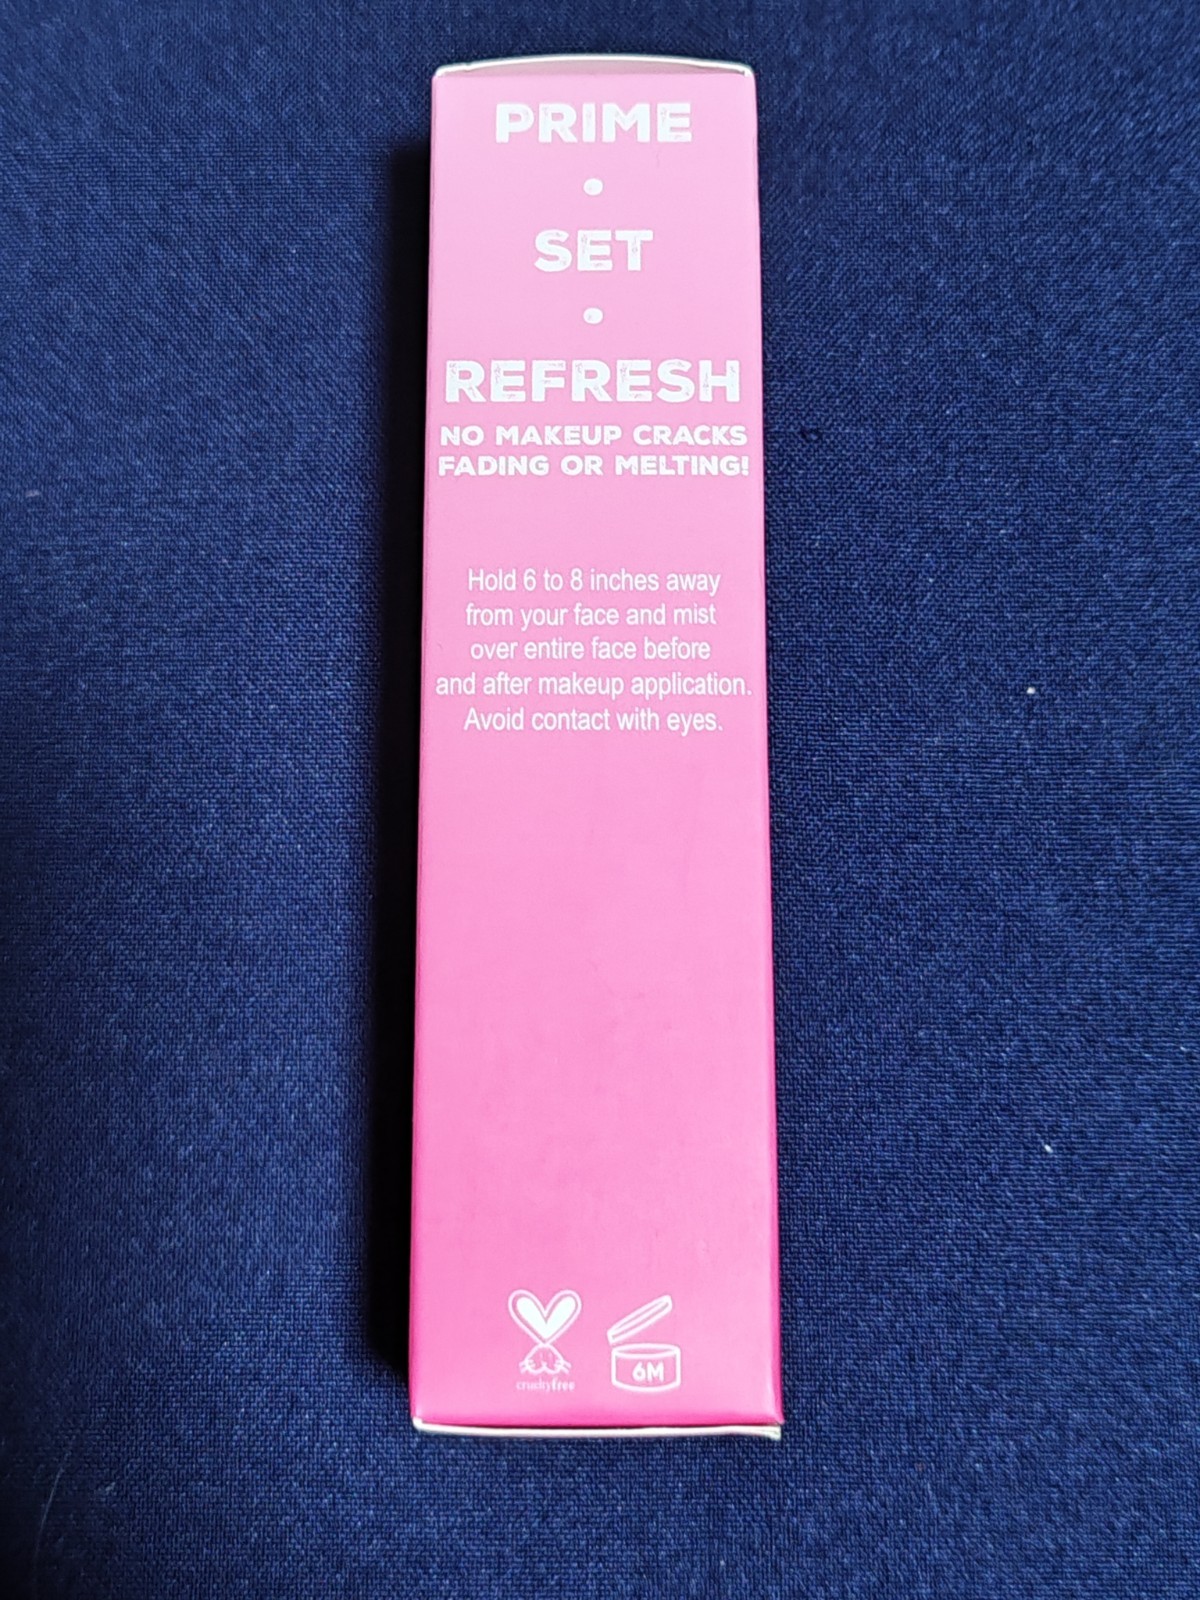 PRIME
•
SET
•
REFRESH
NO MAKEUP CRACKS
FADING OR MELTING!
Hold 6 to 8 inches away
from your face and mist
over entire face before
and after makeup application.
Avoid contact with eyes.
crueltyfree
6M